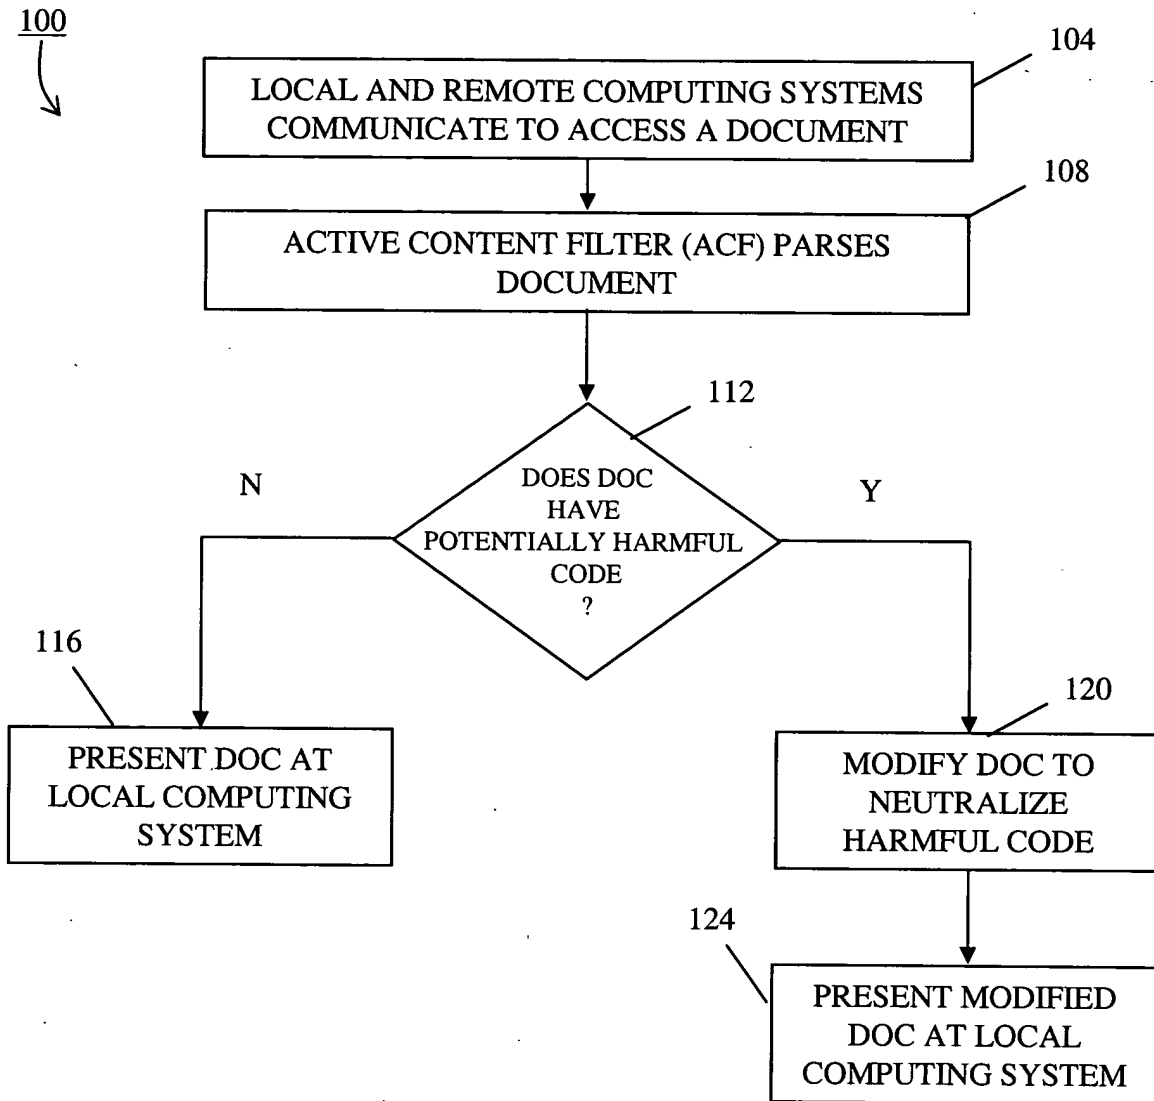 100
104
LOCAL AND REMOTE COMPUTING SYSTEMS
COMMUNICATE TO ACCESS A DOCUMENT
108
ACTIVE CONTENT FILTER (ACF) PARSES
DOCUMENT
112
N
DOES DOC
HAVE
POTENTIALLY HARMFUL
CODE
?
Y
116
PRESENT DOC AT
LOCAL COMPUTING
SYSTEM
120
MODIFY DOC TO
NEUTRALIZE
HARMFUL CODE
124
PRESENT MODIFIED
DOC AT LOCAL
COMPUTING SYSTEM